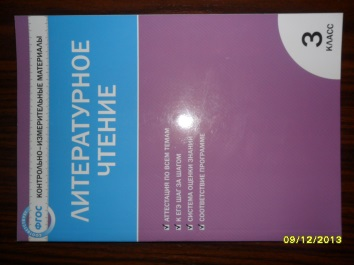 ФГОС
КОНТРОЛЬНО-ИЗМЕРИТЕЛЬНЫЕ МАТЕРИАЛЫ
ЛИТЕРАТУРНОЕ
ЧТЕНИЕ
АТТЕСТАЦИЯ ПО ВСЕМ ТЕМАМ
К ЕГЭ ШАГ ЗА ШАГОМ
СИСТЕМА ОЦЕНКИ ЗНАНИЙ
СООТВЕТСТВИЕ ПРОГРАММЕ
3
КЛАСС
09/12/2013